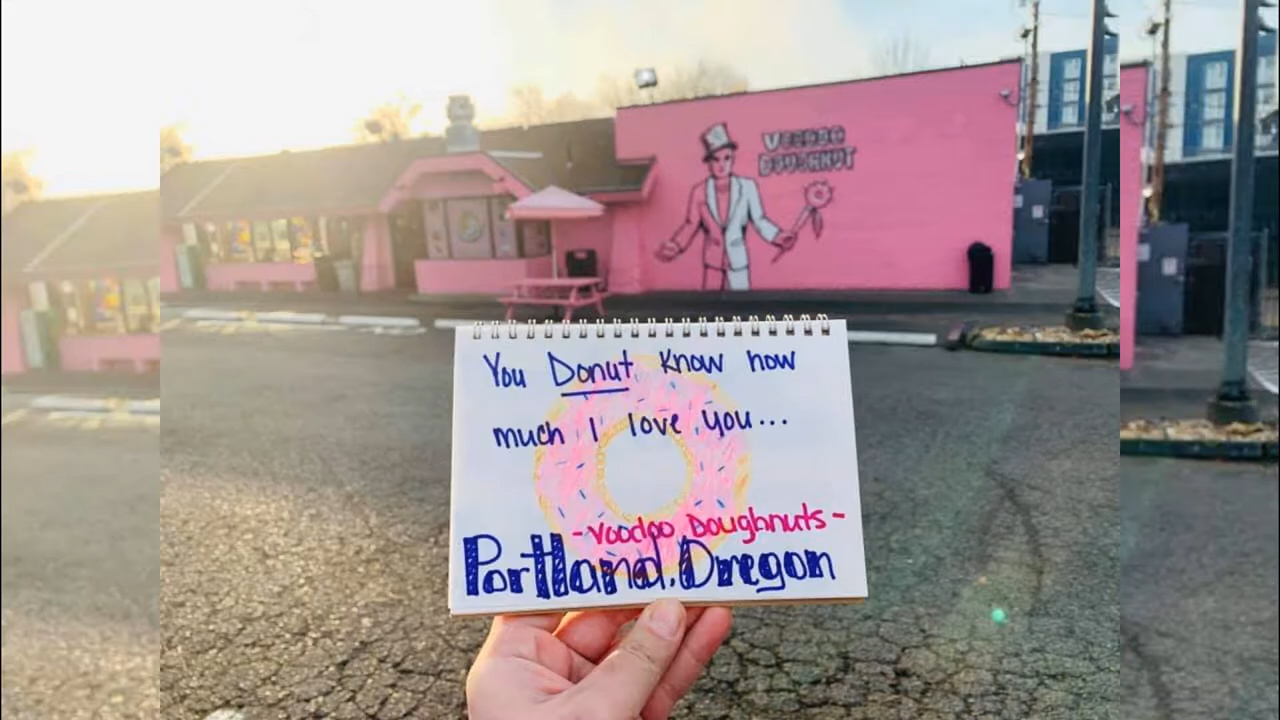 VOODOO
DOUGHNUT
You Donut know how
much I love you...
-Voodoo Doughnuts-
Portland, Oregon